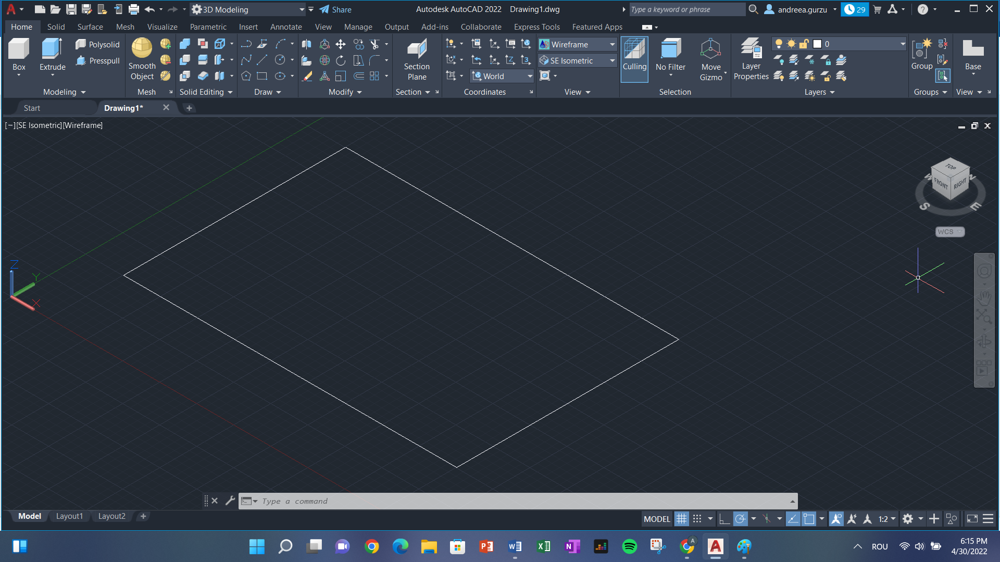 3D Modeling
Share
Autodesk AutoCAD 2022 Drawing1.dwg
Type a keyword or phrase
andreea.gurzu
29
Home Solid Surface Mesh Visualize Parametric Insert Annotate View Manage Output Add-ins Collaborate Express Tools Featured Apps
Box
Extrude
Polysolid
Presspull
Modeling
Smooth
Object
Mesh
Solid Editing
Draw
Modify
Section
Plane
Section
World
Coordinates
Wireframe
SE Isometric
View
Culling
No Filter
Move
Gizmo
Selection
Layer
Properties
0
Layers
Group
Groups
Base
View
Start
Drawing1*
[−][SE Isometric][Wireframe]
TOP
FRONT
RIGHT
W
N
S
E
WCS
Z
Y
X
Type a command
Model Layout1 Layout2
MODEL
1:2
ROU
6:15 PM
4/30/2022